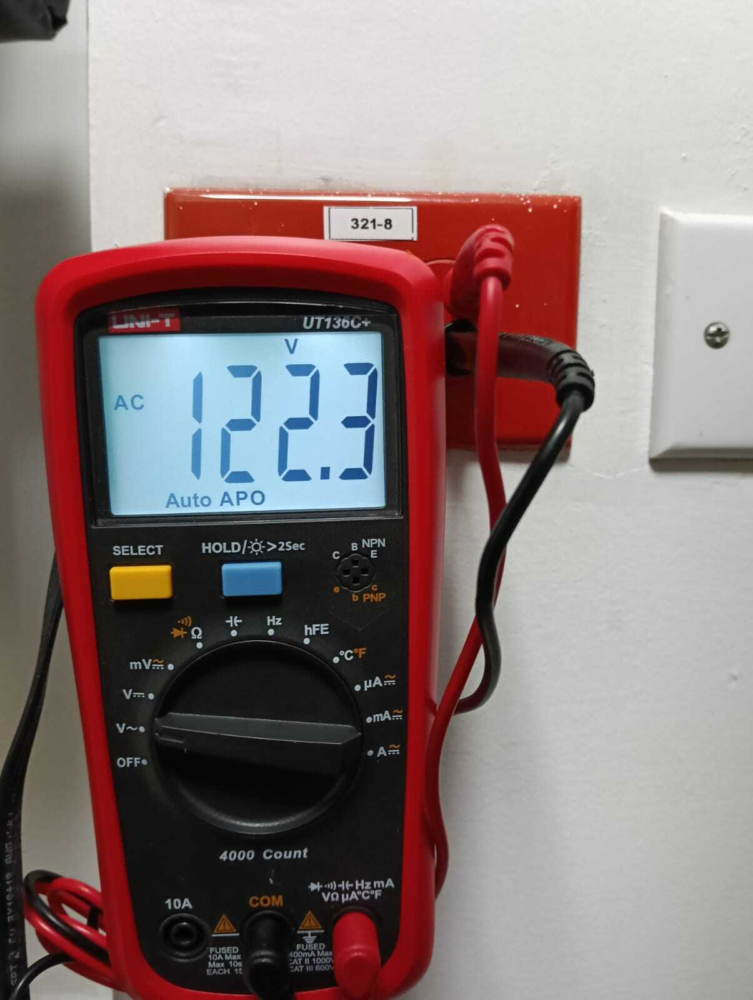 321-8
UNI-T
UT136C+
V
AC
122.3
Auto APO
SELECT
HOLD/ >2Sec
B NPN
C E
e c
b PNP
Ω
Hz
hFE
mV
°C°F
V
µA
V~
mA
OFF
A
4000 Count
Hz mA
VΩ µA°C°F
10A
COM
FUSED
10A Max
Max 10s
EACH 15
FUSED
400mA Max
CAT II 1000V
CAT III 600V